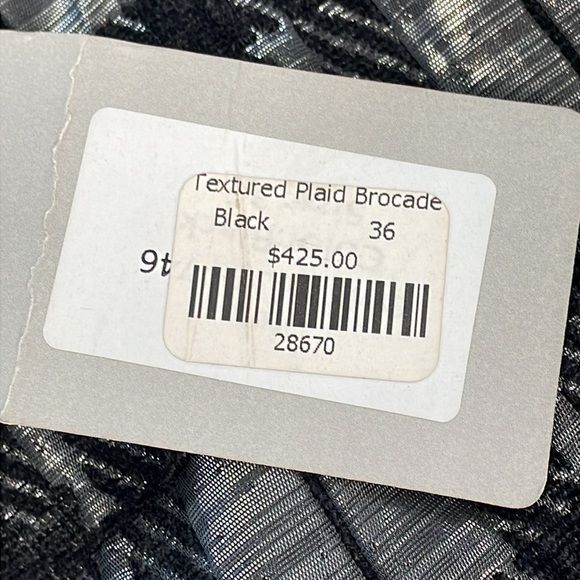 Textured Plaid Brocade
Black 36
$425.00
28670